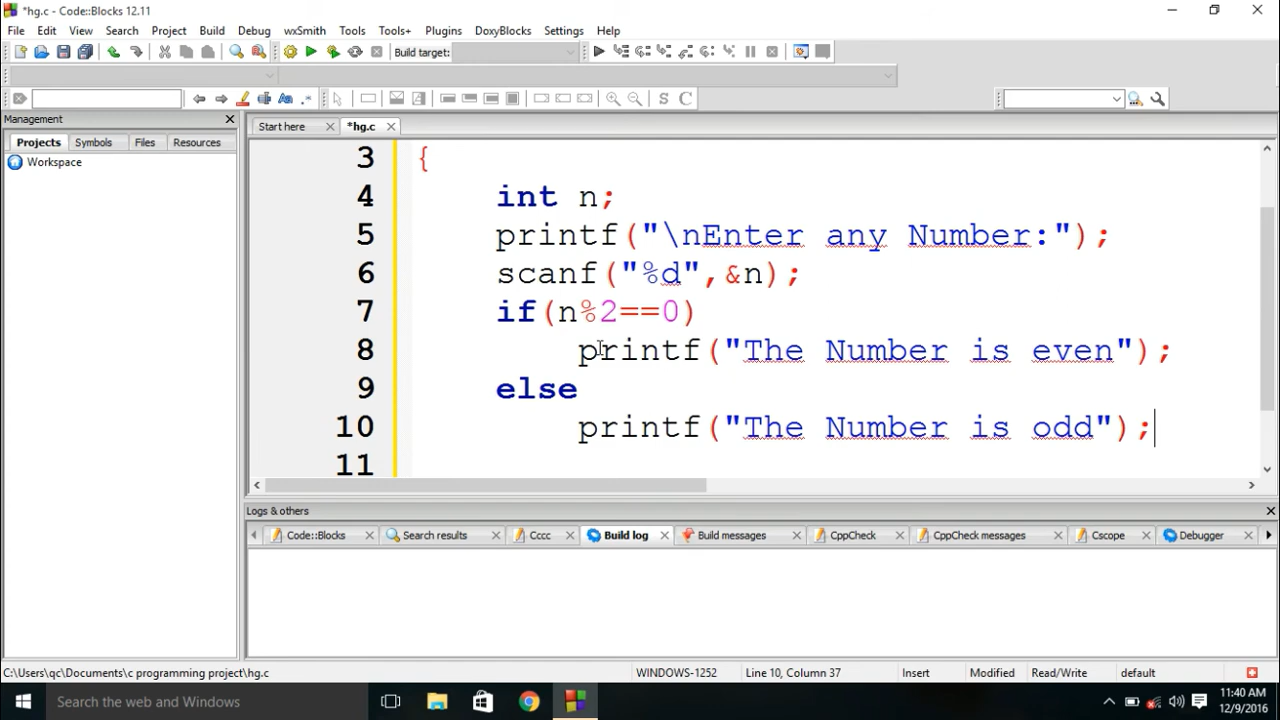 *hg.c - Code::Blocks 12.11
File Edit View Search Project Build Debug wxSmith Tools Tools+ Plugins DoxyBlocks Settings Help
Build target:
Management
Start here *hg.c
Projects Symbols Files Resources
Workspace
3 {
4 int n;
5 printf("\nEnter any Number:");
6 scanf("%d",&n);
7 if(n%2==0)
8 printf("The Number is even");
9 else
10 printf("The Number is odd");
11
Logs & others
Code::Blocks Search results Cccc Build log Build messages CppCheck CppCheck messages Cscope Debugger
C:\Users\qc\Documents\c programming project\hg.c WINDOWS-1252 Line 10, Column 37 Insert Modified Read/Write default
Search the web and Windows
11:40 AM
12/9/2016